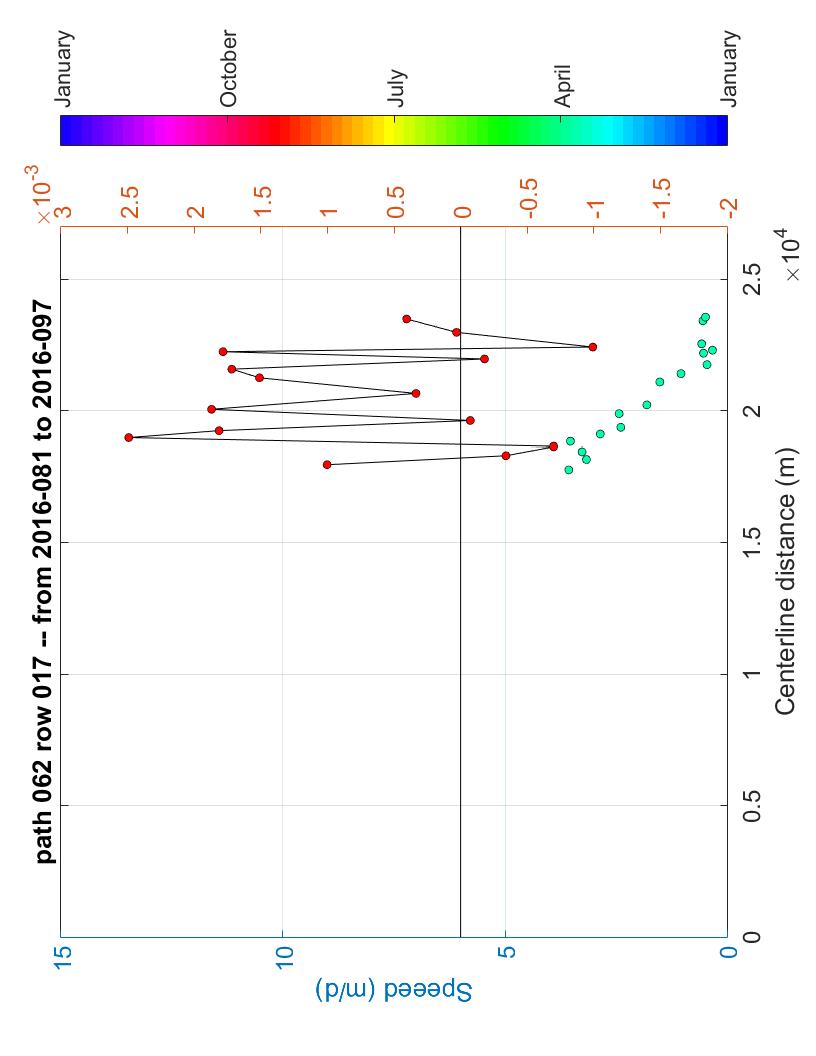 path 062 row 017 -- from 2016-081 to 2016-097
×10^-3
15
10
5
0
Speeed (m/d)
3
2.5
2
1.5
1
0.5
0
-0.5
-1
-1.5
-2
0
0.5
1
1.5
2
2.5
×10^4
Centerline distance (m)
January
October
July
April
January